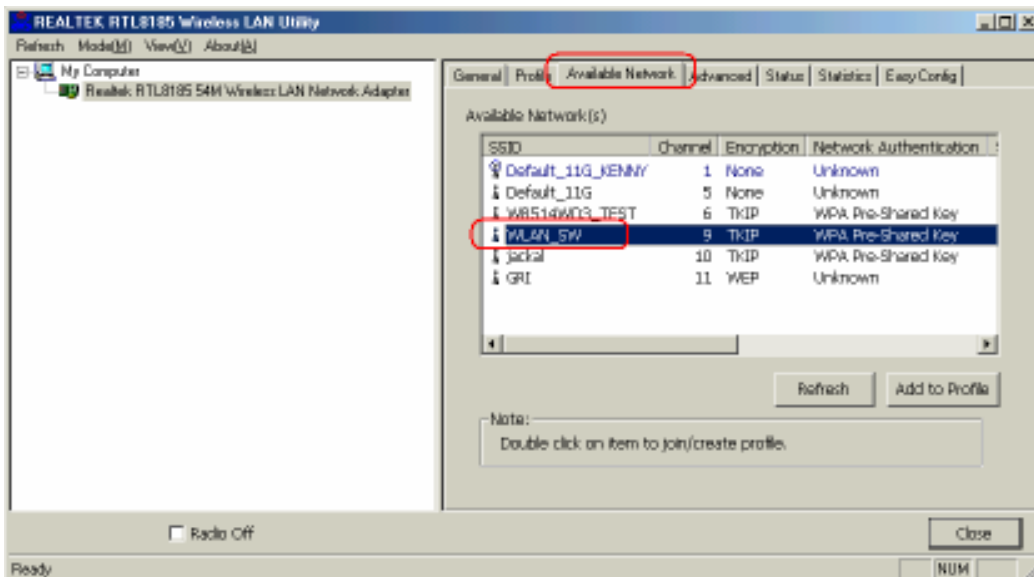 REALTEK RTL8185 Wireless LAN Utility
Refresh Mode(M) View(V) About(A)
My Computer
Realtek RTL8185 54M Wireless LAN Network Adapter
General Profile Available Network Advanced Status Statistics Easy Config
Available Network(s)
SSID Channel Encryption Network Authentication
Default_11G_KENNY 1 None Unknown
Default_11G 5 None Unknown
6 TKIP WPA Pre-Shared Key
WLAN_SW 9 TKIP WPA Pre-Shared Key
jackal 10 TKIP WPA Pre-Shared Key
GRI 11 WEP Unknown
Refresh Add to Profile
Note:
Double click on item to join/create profile.
Radio Off
Close
Ready NUM